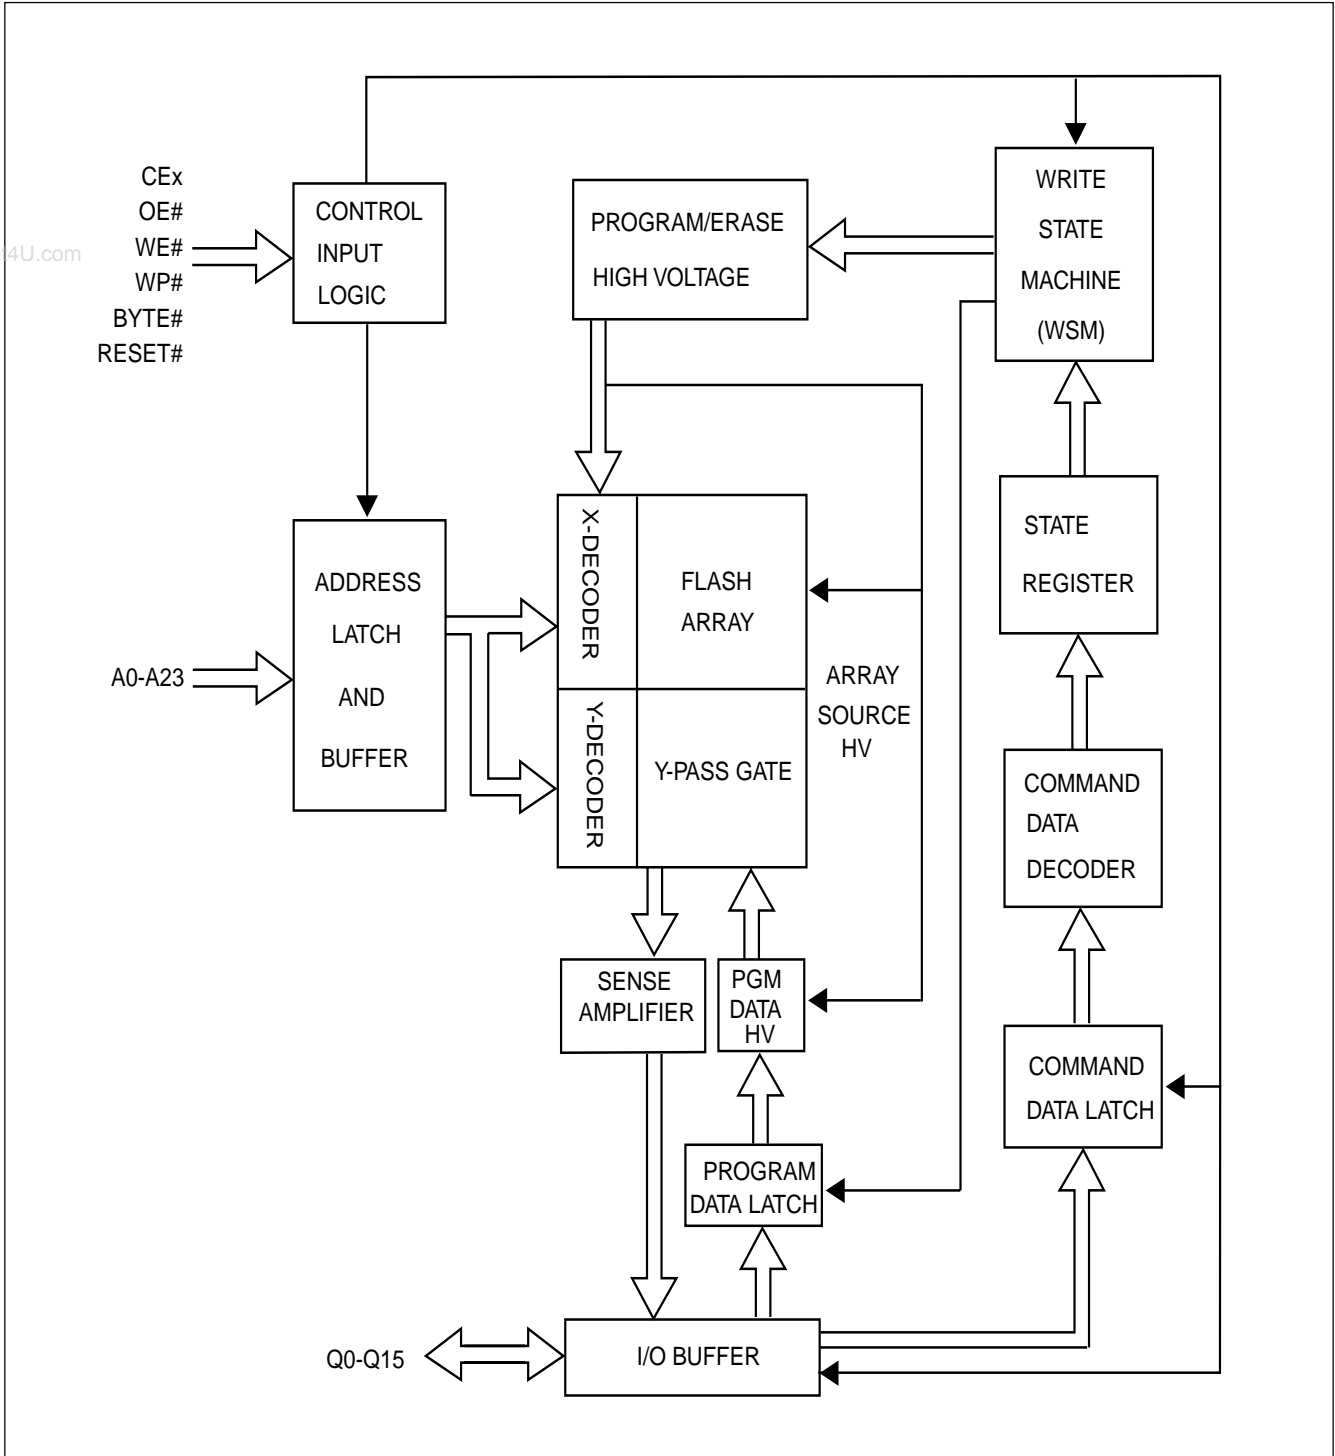 CEx
OE#
WE#
WP#
BYTE#
RESET#
t4U.com
CONTROL
INPUT
LOGIC
PROGRAM/ERASE
HIGH VOLTAGE
WRITE
STATE
MACHINE
(WSM)
STATE
REGISTER
A0-A23
ADDRESS
LATCH
AND
BUFFER
X-DECODER
FLASH
ARRAY
Y-DECODER
Y-PASS GATE
ARRAY
SOURCE
HV
COMMAND
DATA
DECODER
SENSE
AMPLIFIER
PGM
DATA
HV
COMMAND
DATA LATCH
PROGRAM
DATA LATCH
Q0-Q15
I/O BUFFER